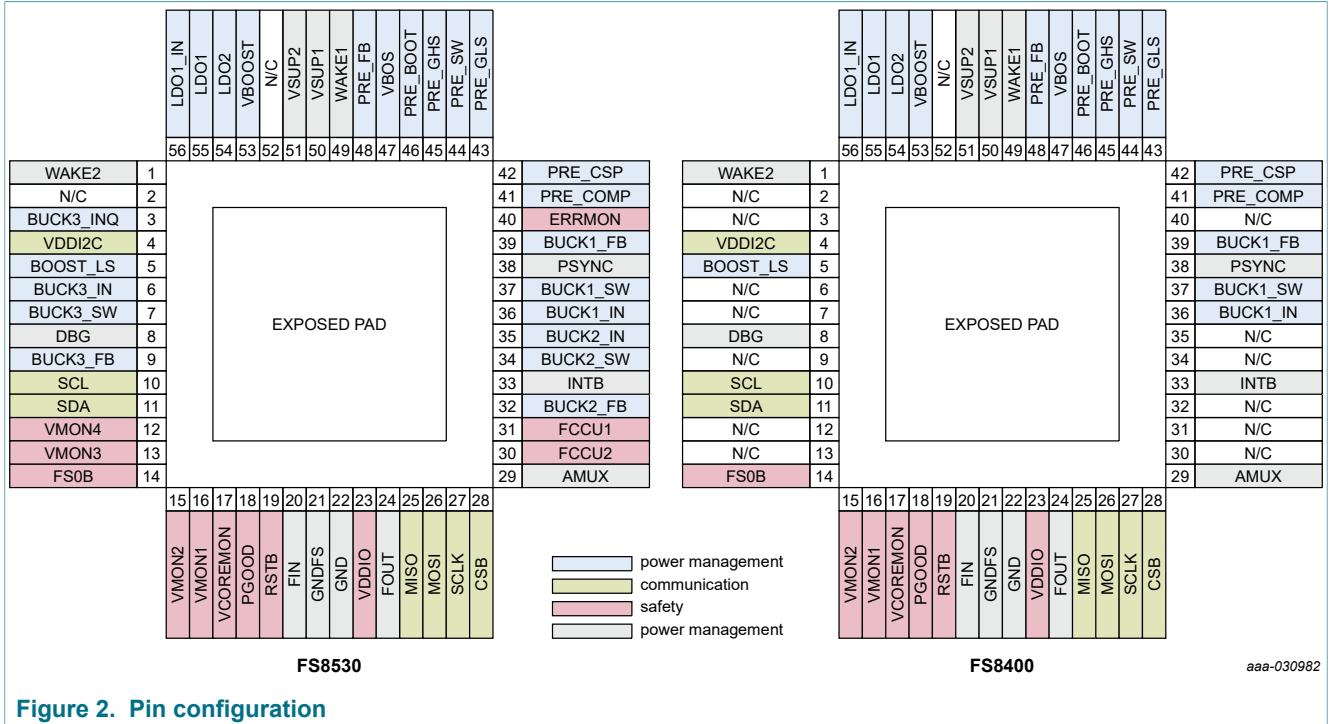 LDO1_IN
LDO1
LDO2
VBOOST
N/C
VSUP2
VSUP1
WAKE1
PRE_FB
VBOS
PRE_BOOT
PRE_GHS
PRE_SW
PRE_GLS
56 55 54 53 52 51 50 49 48 47 46 45 44 43
WAKE2 1
N/C 2
BUCK3_INQ 3
VDDI2C 4
BOOST_LS 5
BUCK3_IN 6
BUCK3_SW 7
DBG 8
BUCK3_FB 9
SCL 10
SDA 11
VMON4 12
VMON3 13
FS0B 14
EXPOSED PAD
42 PRE_CSP
41 PRE_COMP
40 ERRMON
39 BUCK1_FB
38 PSYNC
37 BUCK1_SW
36 BUCK1_IN
35 BUCK2_IN
34 BUCK2_SW
33 INTB
32 BUCK2_FB
31 FCCU1
30 FCCU2
29 AMUX
15 16 17 18 19 20 21 22 23 24 25 26 27 28
VMON2
VMON1
VCOREMON
PGOOD
RSTB
FIN
GNDFS
GND
VDDIO
FOUT
MISO
MOSI
SCLK
CSB
FS8530
LDO1_IN
LDO1
LDO2
VBOOST
N/C
VSUP2
VSUP1
WAKE1
PRE_FB
VBOS
PRE_BOOT
PRE_GHS
PRE_SW
PRE_GLS
56 55 54 53 52 51 50 49 48 47 46 45 44 43
WAKE2 1
N/C 2
N/C 3
VDDI2C 4
BOOST_LS 5
N/C 6
N/C 7
DBG 8
N/C 9
SCL 10
SDA 11
N/C 12
N/C 13
FS0B 14
EXPOSED PAD
42 PRE_CSP
41 PRE_COMP
40 N/C
39 BUCK1_FB
38 PSYNC
37 BUCK1_SW
36 BUCK1_IN
35 N/C
34 N/C
33 INTB
32 N/C
31 N/C
30 N/C
29 AMUX
15 16 17 18 19 20 21 22 23 24 25 26 27 28
VMON2
VMON1
VCOREMON
PGOOD
RSTB
FIN
GNDFS
GND
VDDIO
FOUT
MISO
MOSI
SCLK
CSB
FS8400
power management
communication
safety
power management
aaa-030982
Figure 2. Pin configuration